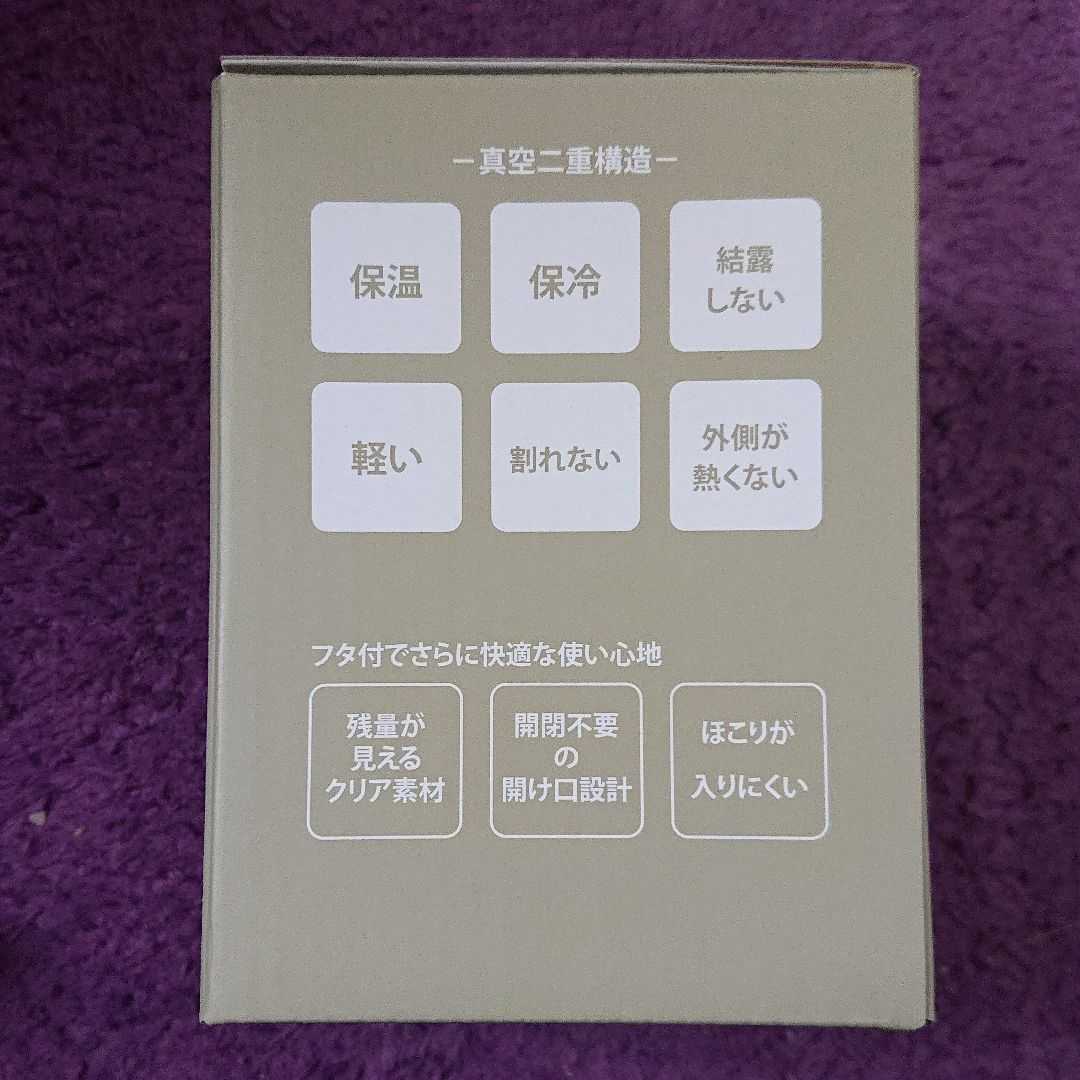 －真空二重構造－
保温
保冷
結露
しない
軽い
割れない
外側が
熱くない
フタ付でさらに快適な使い心地
残量が
見える
クリア素材
開閉不要
の
開け口設計
ほこりが
入りにくい